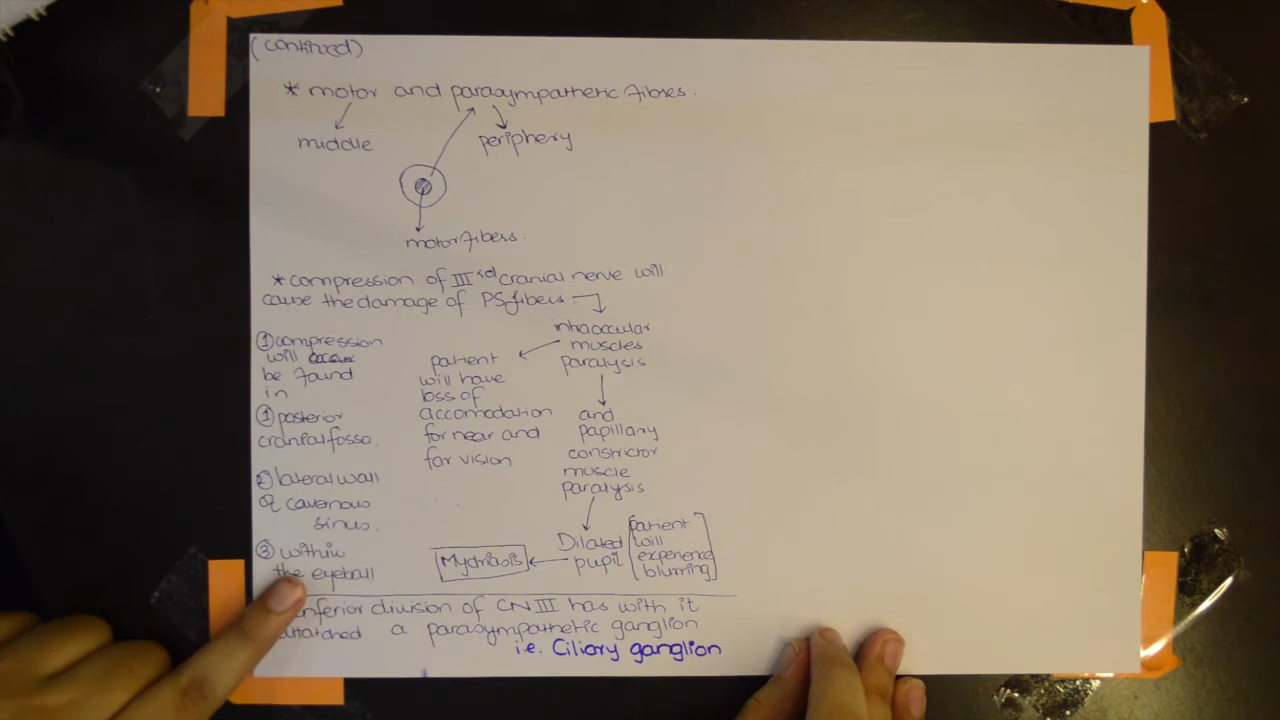 (continued)
* motor and parasympathetic fibres.
middle
periphery
motor fibers.
* compression of III rd cranial nerve will
cause the damage of PS fibers
intraoccular
muscles
paralysis
patient
will have
loss of
accomodation
for near and
far vision
and
papillary
constrictor
muscle
paralysis
Dilated
pupil
patient
will
experience
blurring
Mydriasis
① compression
will
be found
in
① posterior
cranial fossa.
② lateral wall
of cavernous
sinus.
③ within
the eyeball
inferior division of CN III has with it
attatched a parasympathetic ganglion
i.e. Ciliary ganglion